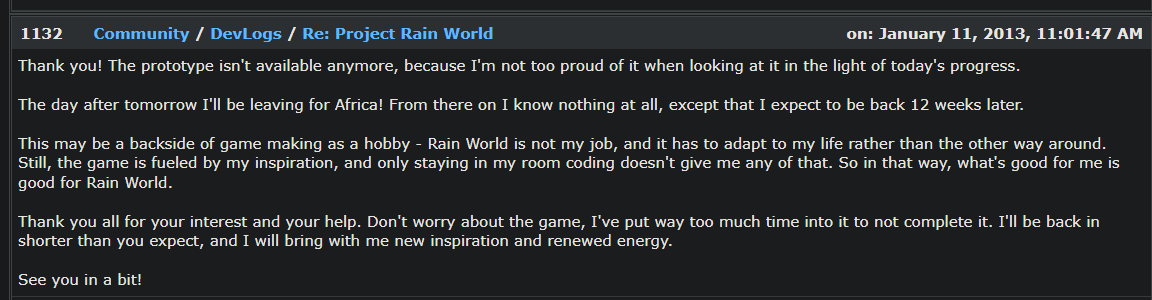 1132 Community / DevLogs / Re: Project Rain World on: January 11, 2013, 11:01:47 AM
Thank you! The prototype isn't available anymore, because I'm not too proud of it when looking at it in the light of today's progress.
The day after tomorrow I'll be leaving for Africa! From there on I know nothing at all, except that I expect to be back 12 weeks later.
This may be a backside of game making as a hobby - Rain World is not my job, and it has to adapt to my life rather than the other way around.
Still, the game is fueled by my inspiration, and only staying in my room coding doesn't give me any of that. So in that way, what's good for me is
good for Rain World.
Thank you all for your interest and your help. Don't worry about the game, I've put way too much time into it to not complete it. I'll be back in
shorter than you expect, and I will bring with me new inspiration and renewed energy.
See you in a bit!